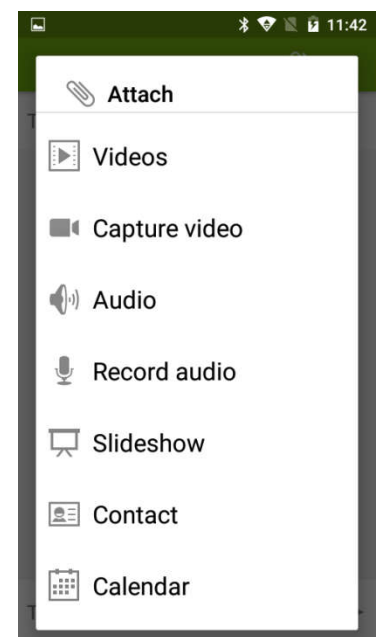 11:42
Attach
Videos
Capture video
Audio
Record audio
Slideshow
Contact
Calendar